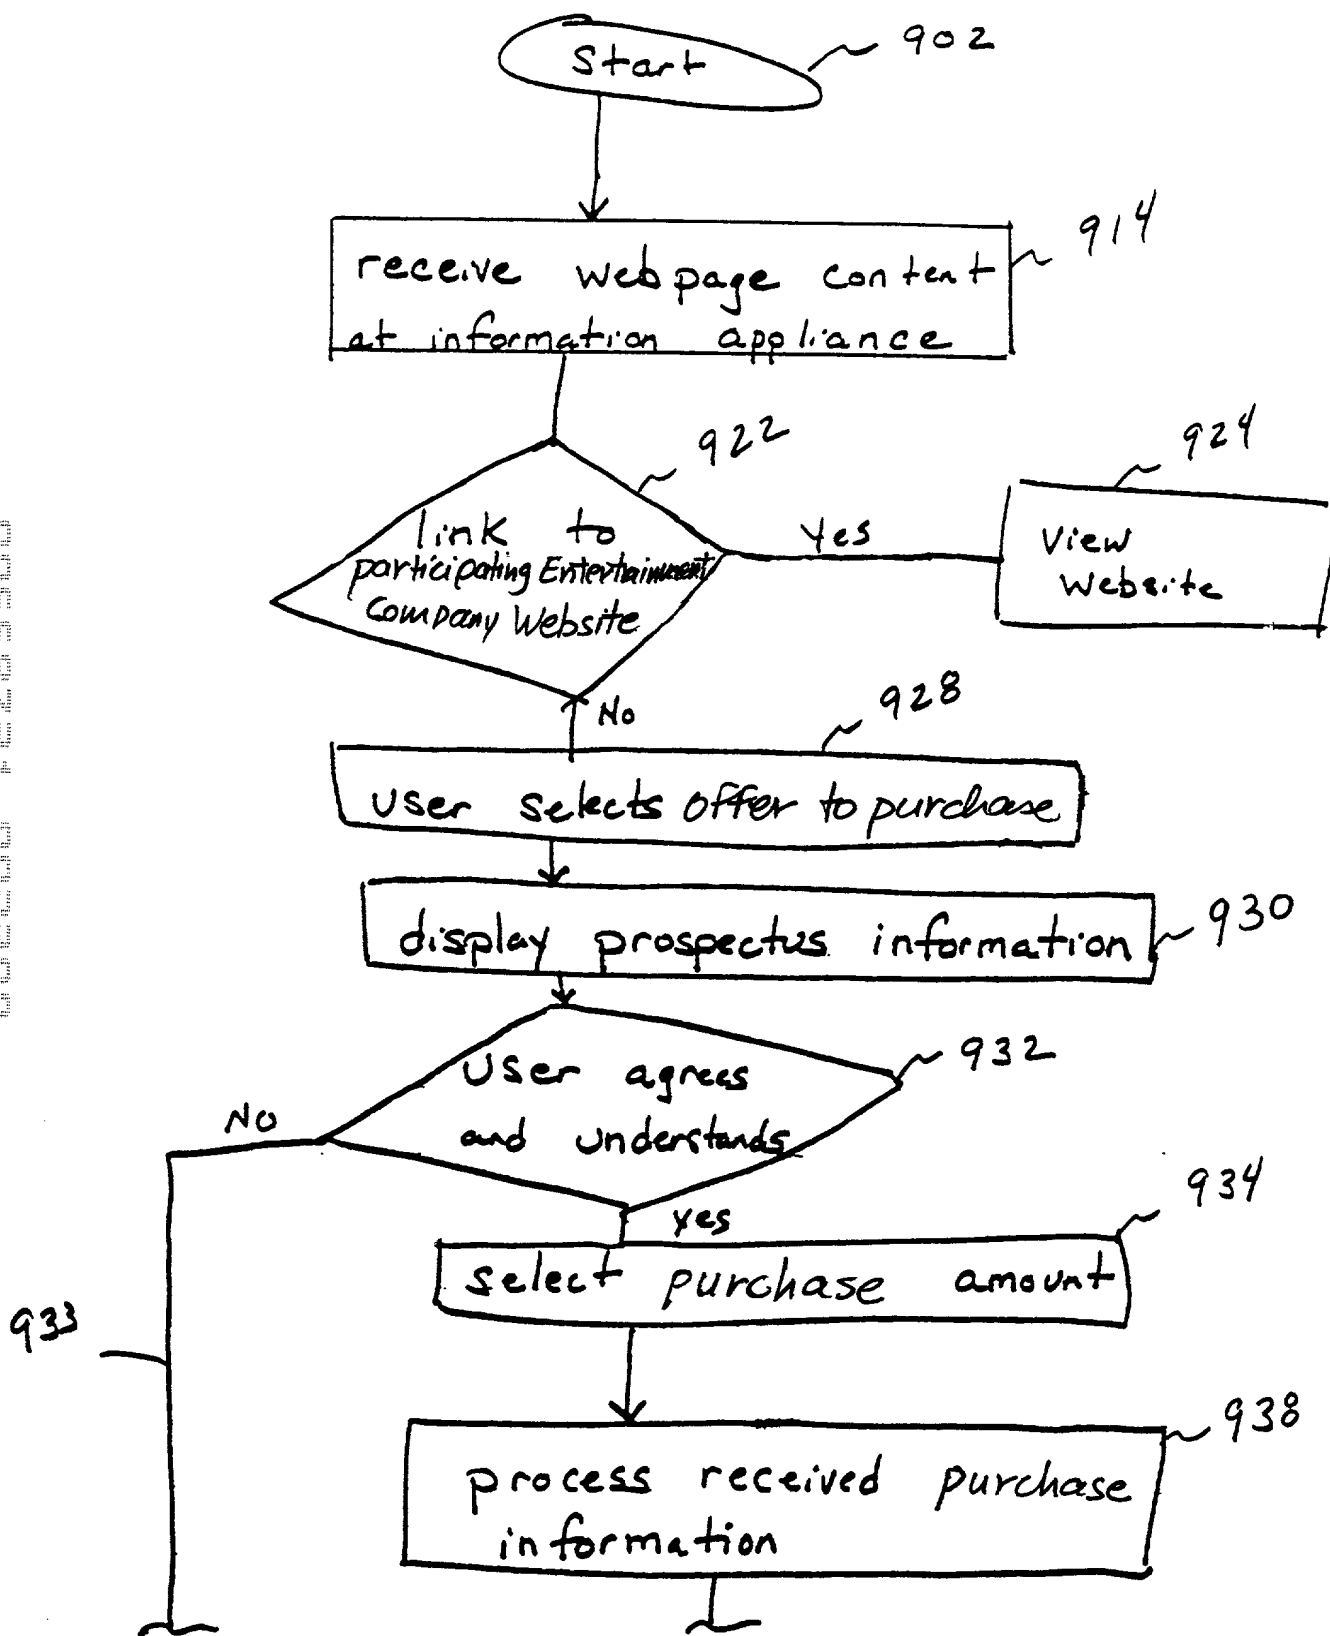 Start
902
receive webpage content
at information appliance
914
922
link to
participating Entertainment
Company Website
Yes
924
View
Website
No
928
User selects offer to purchase
display prospectus information
930
User agrees
and understands
932
No
933
yes
934
select purchase amount
process received purchase
information
938